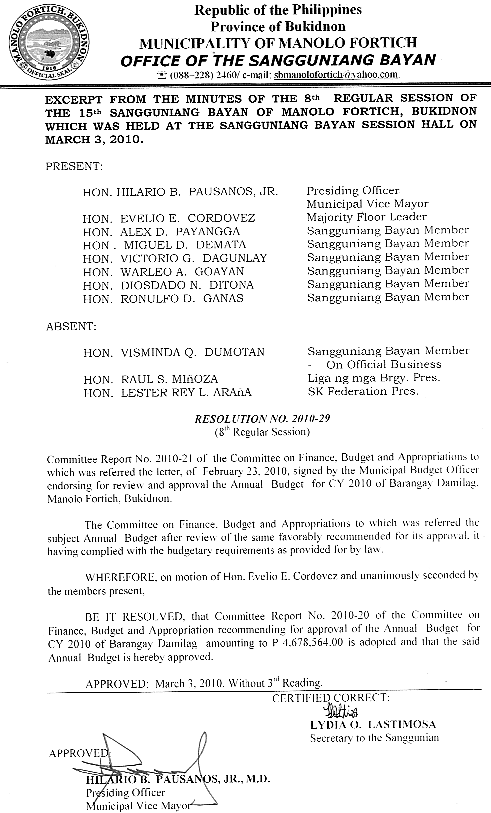 Republic of the Philippines
Province of Bukidnon
MUNICIPALITY OF MANOLO FORTICH
OFFICE OF THE SANGGUNIANG BAYAN
☏ (088-228) 2460/ e-mail: sbmanolofortich@yahoo.com
MANOLO FORTICH, BUKIDNON
OFFICIAL SEAL
EXCERPT FROM THE MINUTES OF THE 8th REGULAR SESSION OF
THE 15th SANGGUNIANG BAYAN OF MANOLO FORTICH, BUKIDNON
WHICH WAS HELD AT THE SANGGUNIANG BAYAN SESSION HALL ON
MARCH 3, 2010.
PRESENT:
HON. HILARIO B. PAUSANOS, JR. Presiding Officer
Municipal Vice Mayor
HON. EVELIO E. CORDOVEZ Majority Floor Leader
HON. ALEX D. PAYANGGA Sangguniang Bayan Member
HON . MIGUEL D. DEMATA Sangguniang Bayan Member
HON. VICTORIO G. DAGUNLAY Sangguniang Bayan Member
HON. WARLEO A. GOAYAN Sangguniang Bayan Member
HON. DIOSDADO N. DITONA Sangguniang Bayan Member
HON. RONULFO D. GANAS Sangguniang Bayan Member
ABSENT:
HON. VISMINDA Q. DUMOTAN Sangguniang Bayan Member
- On Official Business
HON. RAUL S. MIñOZA Liga ng mga Brgy. Pres.
HON. LESTER REY L. ARAñA SK Federation Pres.
RESOLUTION NO. 2010-29
(8th Regular Session)
Committee Report No. 2010-21 of the Committee on Finance, Budget and Appropriations to
which was referred the letter, of February 23, 2010, signed by the Municipal Budget Officer
endorsing for review and approval the Annual Budget for CY 2010 of Barangay Damilag,
Manolo Fortich, Bukidnon.
The Committee on Finance, Budget and Appropriations to which was referred the
subject Annual Budget after review of the same favorably recommended for its approval, it
having complied with the budgetary requirements as provided for by law.
WHEREFORE, on motion of Hon. Evelio E. Cordovez and unanimously seconded by
the members present,
BE IT RESOLVED, that Committee Report No. 2010-20 of the Committee on
Finance, Budget and Appropriation recommending for approval of the Annual Budget for
CY 2010 of Barangay Damilag amounting to P 4,678,564.00 is adopted and that the said
Annual Budget is hereby approved.
APPROVED: March 3, 2010. Without 3rd Reading.
CERTIFIED CORRECT:
LYDIA O. LASTIMOSA
Secretary to the Sanggunian
APPROVED:
HILARIO B. PAUSANOS, JR., M.D.
Presiding Officer
Municipal Vice Mayor